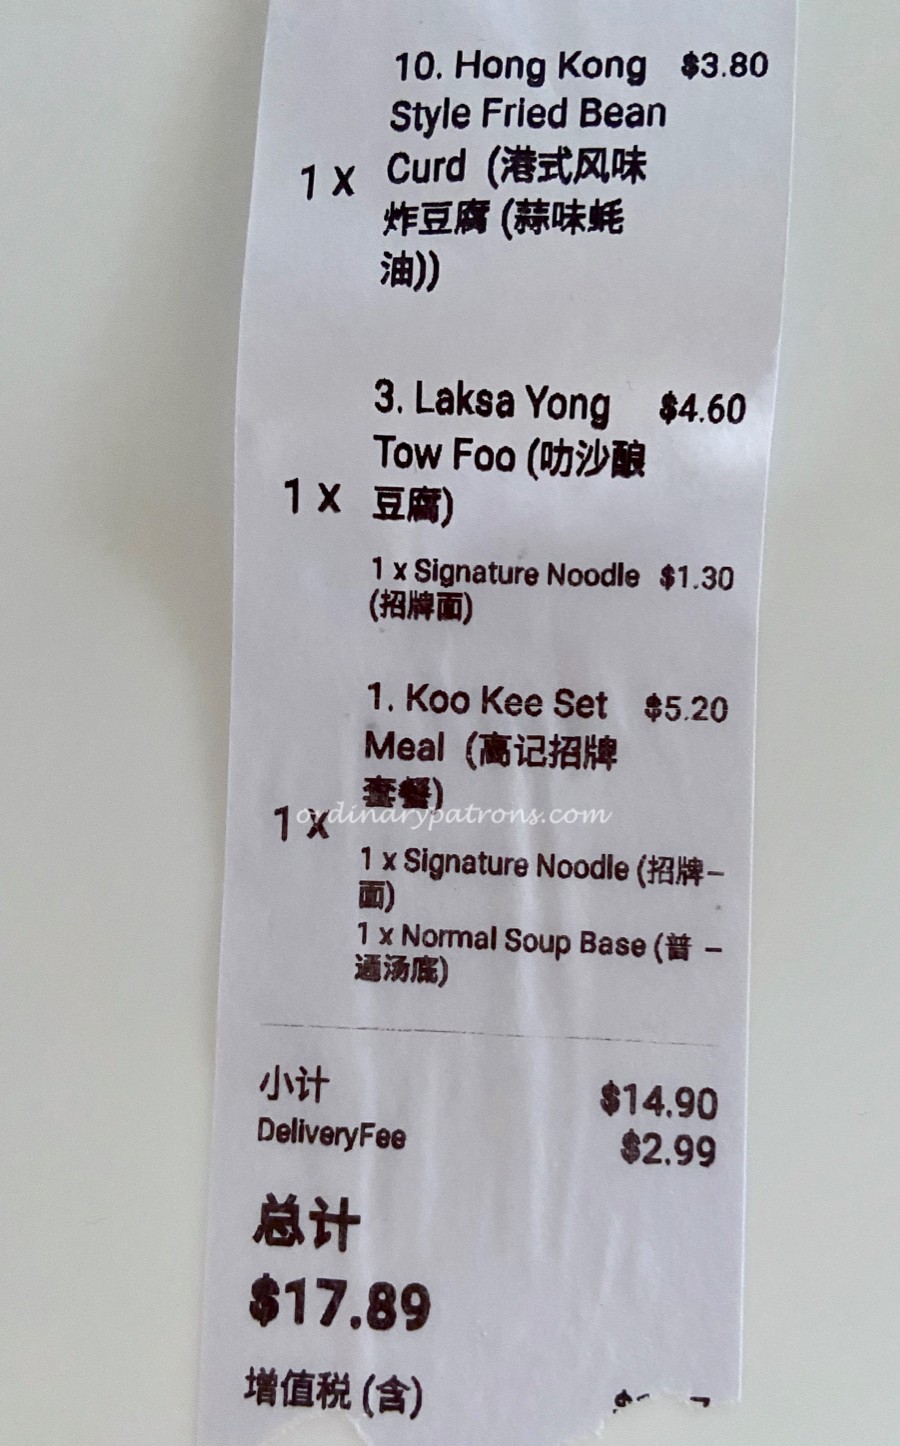 10. Hong Kong $3.80
Style Fried Bean
1 x Curd (港式风味
炸豆腐 (蒜味蚝
油))
3. Laksa Yong $4.60
Tow Foo (叻沙酿
1 x 豆腐)
1 x Signature Noodle $1.30
(招牌面)
1. Koo Kee Set $5.20
Meal (高记招牌
套餐)
1 x
ordinarypatrons.com
1 x Signature Noodle (招牌–
面)
1 x Normal Soup Base (普 –
通汤底)
小计 $14.90
DeliveryFee $2.99
总计
$17.89
增值税 (含)